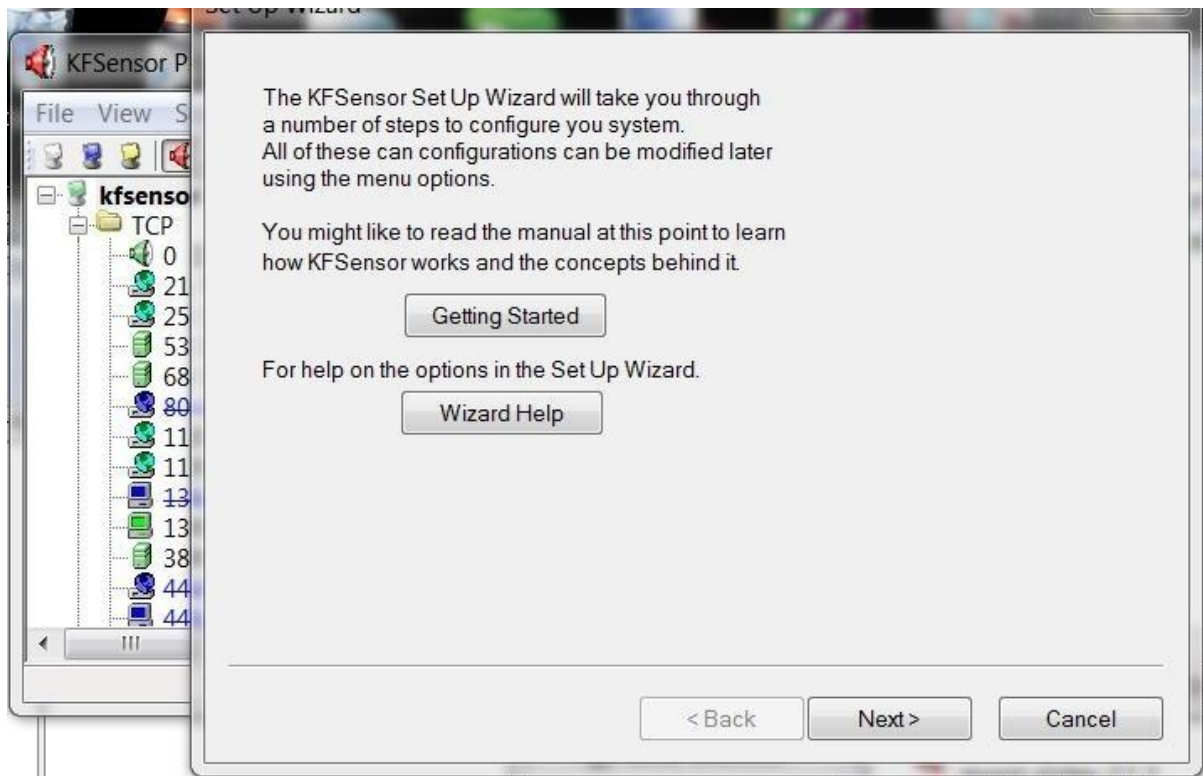 Set Up Wizard
KFSensor P
File View S
kfsenso
TCP
0
21
25
53
68
80
11
11
13
13
38
44
44
The KFSensor Set Up Wizard will take you through
a number of steps to configure you system.
All of these can configurations can be modified later
using the menu options.
You might like to read the manual at this point to learn
how KFSensor works and the concepts behind it.
Getting Started
For help on the options in the Set Up Wizard.
Wizard Help
< Back
Next >
Cancel